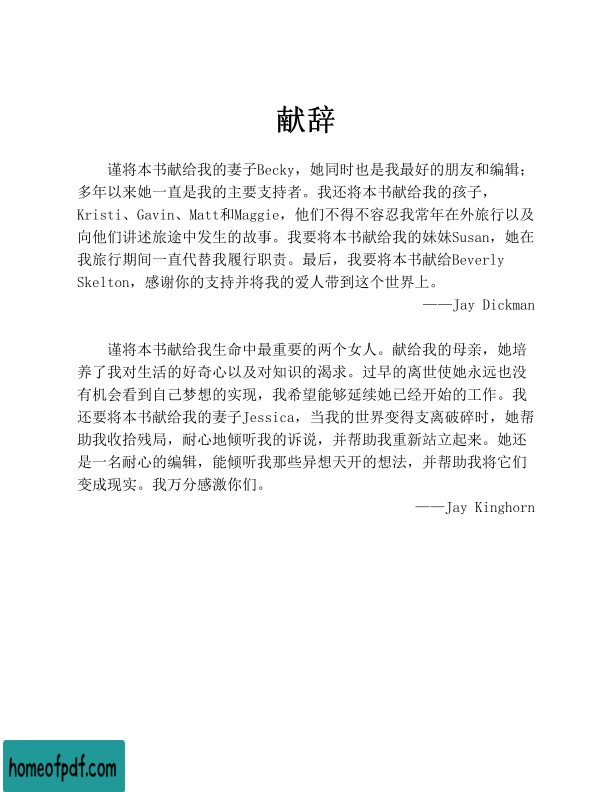 献辞
谨将本书献给我的妻子Becky，她同时也是我最好的朋友和编辑；
多年以来她一直是我的主要支持者。我还将本书献给我的孩子，
Kristi、Gavin、Matt和Maggie，他们不得不容忍我常年在外旅行以及
向他们讲述旅途中发生的故事。我要将本书献给我的妹妹Susan，她在
我旅行期间一直代替我履行职责。最后，我要将本书献给Beverly
Skelton，感谢你的支持并将我的爱人带到这个世界上。
——Jay Dickman
谨将本书献给我生命中最重要的两个女人。献给我的母亲，她培
养了我对生活的好奇心以及对知识的渴求。过早的离世使她永远也没
有机会看到自己梦想的实现，我希望能够延续她已经开始的工作。我
还要将本书献给我的妻子Jessica，当我的世界变得支离破碎时，她帮
助我收拾残局，耐心地倾听我的诉说，并帮助我重新站立起来。她还
是一名耐心的编辑，能倾听我那些异想天开的想法，并帮助我将它们
变成现实。我万分感激你们。
——Jay Kinghorn
homeofpdf.com